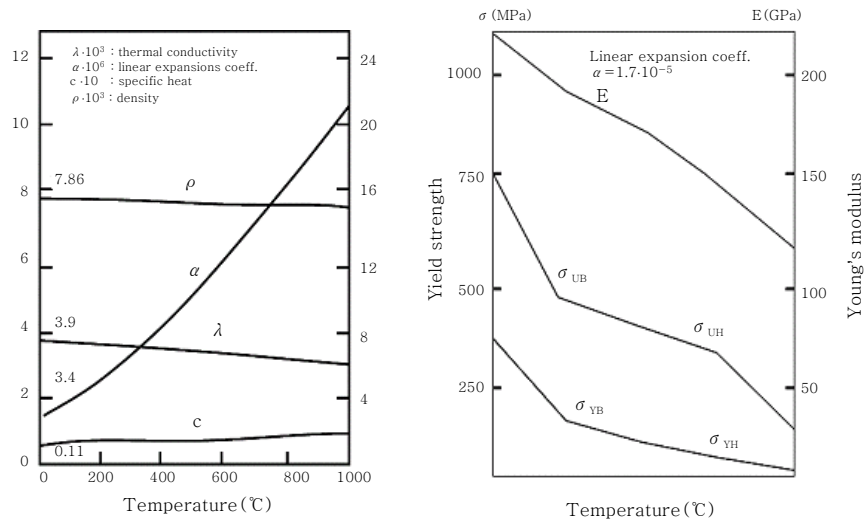 12
10
8
6
4
2
0
λ·10³ : thermal conductivity
α·10⁶ : linear expansions coeff.
c·10 : specific heat
ρ·10³ : density
7.86
ρ
α
3.9
λ
3.4
c
0.11
24
20
16
12
8
4
0 200 400 600 800 1000
Temperature(℃)
σ (MPa)
E(GPa)
Linear expansion coeff.
α=1.7·10⁻⁵
E
1000
750
500
250
Yield strength
σ UB
σ UH
σ YB
σ YH
200
150
100
50
Young's modulus
Temperature(℃)